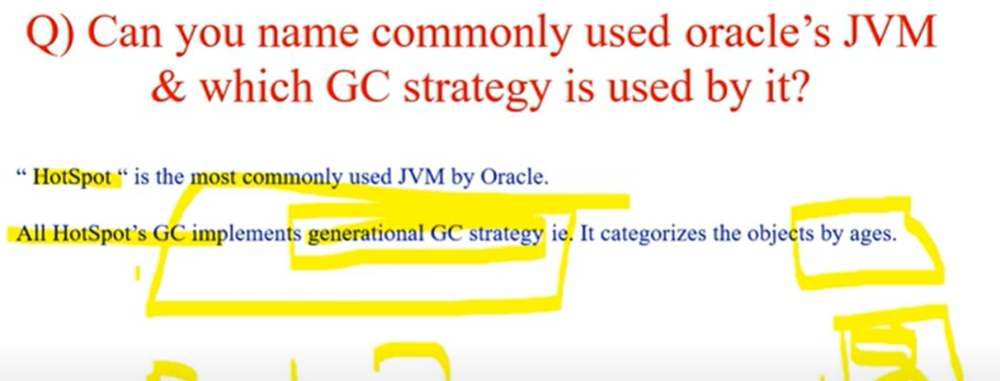 Q) Can you name commonly used oracle’s JVM
& which GC strategy is used by it?
“ HotSpot “ is the most commonly used JVM by Oracle.
All HotSpot’s GC implements generational GC strategy ie. It categorizes the objects by ages.